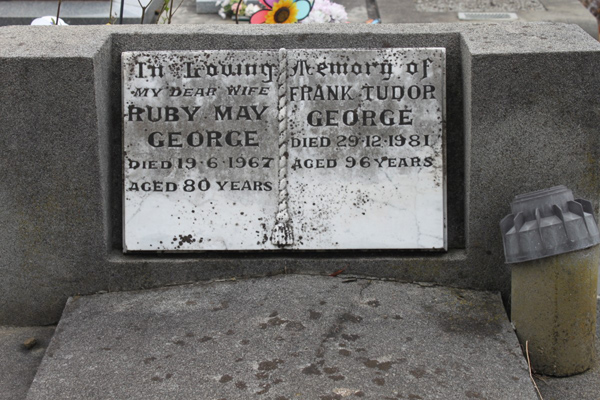 In Loving Memory of
MY DEAR WIFE
RUBY MAY
GEORGE
DIED 19-6-1967
AGED 80 YEARS
FRANK TUDOR
GEORGE
DIED 29-12-1981
AGED 96 YEARS